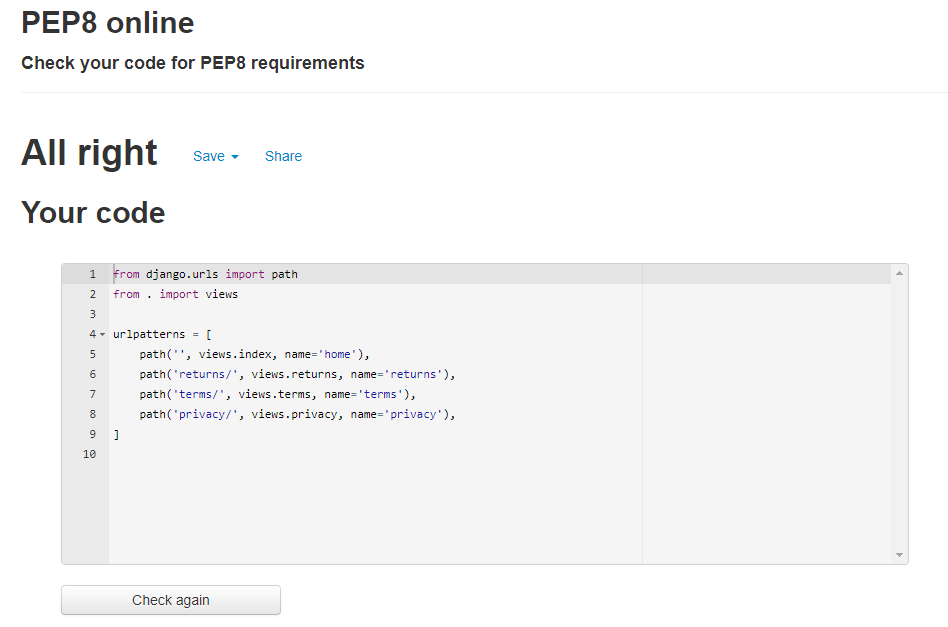 PEP8 online
Check your code for PEP8 requirements
All right Save Share
Your code
1 from django.urls import path
2 from . import views
3
4 urlpatterns = [
5     path('', views.index, name='home'),
6     path('returns/', views.returns, name='returns'),
7     path('terms/', views.terms, name='terms'),
8     path('privacy/', views.privacy, name='privacy'),
9 ]
10
Check again